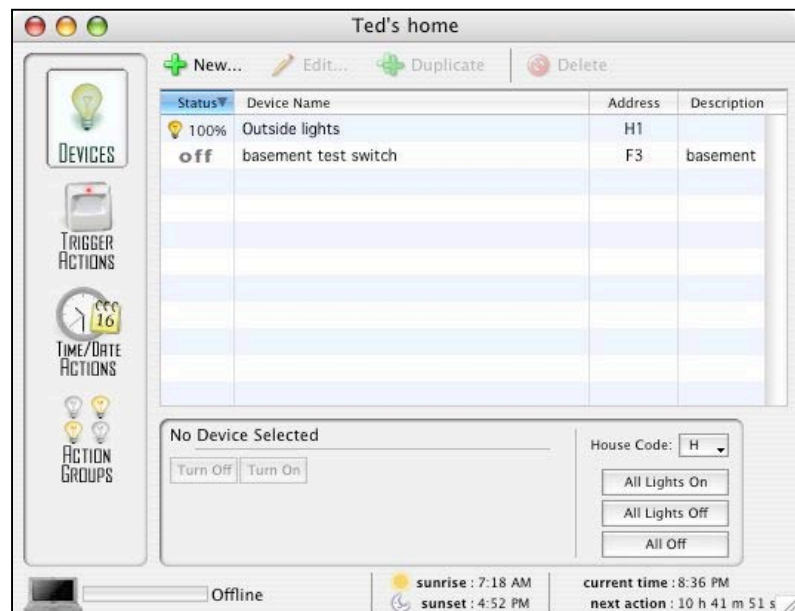 Ted's home
New... Edit... Duplicate Delete
Status Device Name Address Description
100% Outside lights H1
off basement test switch F3 basement
DEVICES
TRIGGER
ACTIONS
16
TIME/DATE
ACTIONS
ACTION
GROUPS
No Device Selected
Turn Off Turn On
House Code: H
All Lights On
All Lights Off
All Off
Offline
sunrise : 7:18 AM
sunset : 4:52 PM
current time : 8:36 PM
next action : 10 h 41 m 51 s